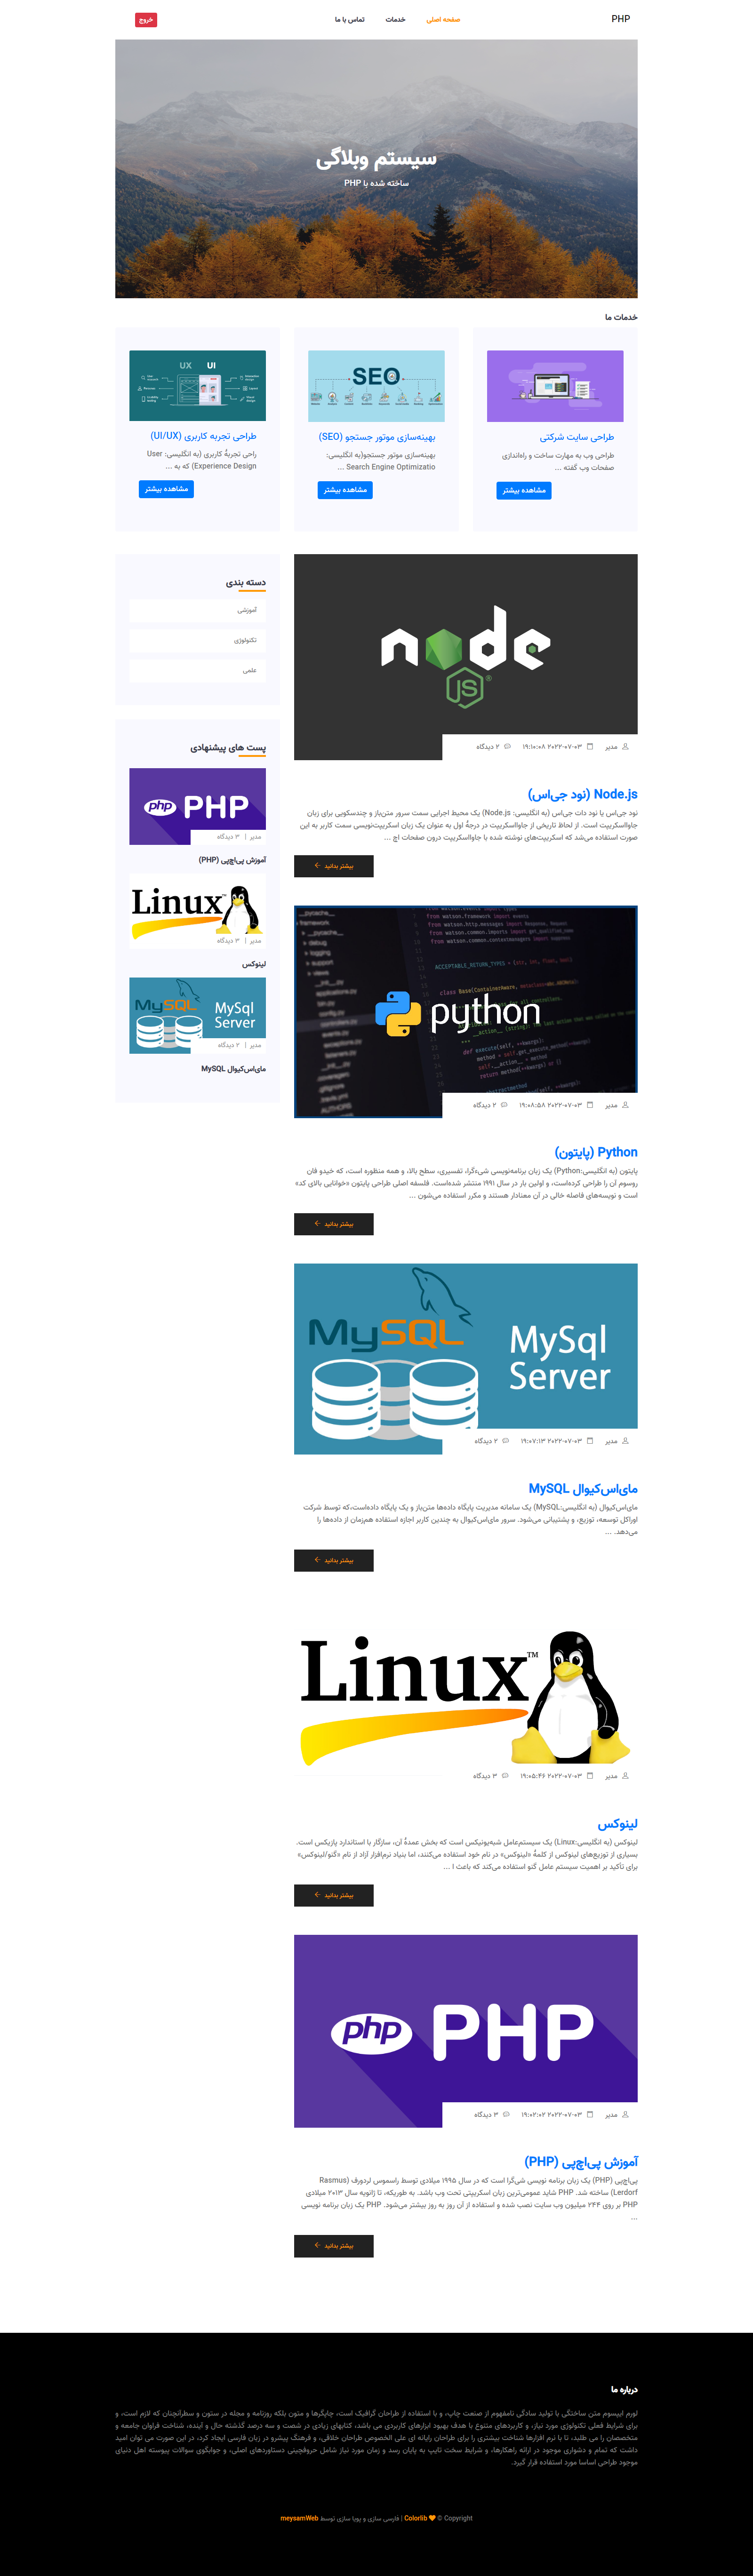 PHP
صفحه اصلی
خدمات
تماس با ما
خروج
سیستم وبلاگی
ساخته شده با PHP
خدمات ما
طراحی سایت شرکتی
طراحی وب به مهارت ساخت و راه‌اندازی
صفحات وب گفته ...
مشاهده بیشتر
SEO
بهینه‌سازی موتور جستجو (SEO)
بهینه‌سازی موتور جستجو(به انگلیسی:
Search Engine Optimizatio ...
مشاهده بیشتر
UX UI
طراحی تجربه کاربری (UI/UX)
راحی تجربهٔ کاربری (به انگلیسی: User
Experience Design) که به ...
مشاهده بیشتر
node
JS
مدیر ۲۰۲۲-۰۷-۰۳ ۱۹:۱۰:۰۸ ۲ دیدگاه
Node.js (نود جی‌اس)
نود جی‌اس یا نود دات جی‌اس (به انگلیسی: Node.js) یک محیط اجرایی سمت سرور متن‌باز و چندسکویی برای زبان
جاوااسکریپت است. از لحاظ تاریخی از جاوااسکریپت در درجهٔ اول به عنوان یک زبان اسکریپت‌نویسی سمت کاربر به این
صورت استفاده می‌شد که اسکریپت‌های نوشته شده با جاوااسکریپت درون صفحات اچ ...
بیشتر بدانید
python
مدیر ۲۰۲۲-۰۷-۰۳ ۱۹:۰۸:۵۸ ۲ دیدگاه
Python (پایتون)
پایتون (به انگلیسی:Python) یک زبان برنامه‌نویسی شیءگرا، تفسیری، سطح بالا، و همه منظوره است، که خیدو فان
روسوم آن را طراحی کرده‌است، و اولین بار در سال ۱۹۹۱ منتشر شده‌است. فلسفه اصلی طراحی پایتون «خوانایی بالای کد»
است و نویسه‌های فاصله خالی در آن معنادار هستند و مکرر استفاده می‌شون ...
بیشتر بدانید
MySQL
MySql
Server
مدیر ۲۰۲۲-۰۷-۰۳ ۱۹:۰۷:۱۳ ۲ دیدگاه
مای‌اس‌کیوال MySQL
مای‌اس‌کیوال (به انگلیسی:MySQL) یک سامانه مدیریت پایگاه داده‌ها متن‌باز و یک پایگاه داده‌است،که توسط شرکت
اوراکل توسعه، توزیع، و پشتیبانی می‌شود. سرور مای‌اس‌کیوال به چندین کاربر اجازه استفاده هم‌زمان از داده‌ها را
می‌دهد. ...
بیشتر بدانید
Linux™
مدیر ۲۰۲۲-۰۷-۰۳ ۱۹:۰۵:۴۶ ۳ دیدگاه
لینوکس
لینوکس (به انگلیسی:Linux) یک سیستم‌عامل شبه‌یونیکس است که بخش عمدهٔ آن، سازگار با استاندارد پازیکس است.
بسیاری از توزیع‌های لینوکس از کلمهٔ «لینوکس» در نام خود استفاده می‌کنند، اما بنیاد نرم‌افزار آزاد از نام «گنو/لینوکس»
برای تأکید بر اهمیت سیستم عامل گنو استفاده می‌کند که باعث ا ...
بیشتر بدانید
php PHP
مدیر ۲۰۲۲-۰۷-۰۳ ۱۹:۰۲:۰۲ ۳ دیدگاه
آموزش پی‌اچ‌پی (PHP)
پی‌اچ‌پی (PHP) یک زبان برنامه نویسی شی‌گرا است که در سال ۱۹۹۵ میلادی توسط راسموس لردورف (Rasmus
Lerdorf) ساخته شد. PHP شاید عمومی‌ترین زبان اسکریپتی تحت وب باشد. به طوریکه، تا ژانویه سال ۲۰۱۳ میلادی
PHP بر روی ۲۴۴ میلیون وب سایت نصب شده و استفاده از آن روز به روز بیشتر می‌شود. PHP یک زبان برنامه نویسی
...
بیشتر بدانید
دسته بندی
آموزشی
تکنولوژی
علمی
پست های پیشنهادی
php PHP
مدیر | ۳ دیدگاه
آموزش پی‌اچ‌پی (PHP)
Linux
مدیر | ۳ دیدگاه
لینوکس
MySQL
MySql
Server
مدیر | ۲ دیدگاه
مای‌اس‌کیوال MySQL
درباره ما
لورم ایپسوم متن ساختگی با تولید سادگی نامفهوم از صنعت چاپ، و با استفاده از طراحان گرافیک است، چاپگرها و متون بلکه روزنامه و مجله در ستون و سطرآنچنان که لازم است، و
برای شرایط فعلی تکنولوژی مورد نیاز، و کاربردهای متنوع با هدف بهبود ابزارهای کاربردی می باشد، کتابهای زیادی در شصت و سه درصد گذشته حال و آینده، شناخت فراوان جامعه و
متخصصان را می طلبد، تا با نرم افزارها شناخت بیشتری را برای طراحان رایانه ای علی الخصوص طراحان خلاقی، و فرهنگ پیشرو در زبان فارسی ایجاد کرد، در این صورت می توان امید
داشت که تمام و دشواری موجود در ارائه راهکارها، و شرایط سخت تایپ به پایان رسد و زمان مورد نیاز شامل حروفچینی دستاوردهای اصلی، و جوابگوی سوالات پیوسته اهل دنیای
موجود طراحی اساسا مورد استفاده قرار گیرد.
Copyright © Colorlib | فارسی سازی و پویا سازی توسط meysamWeb